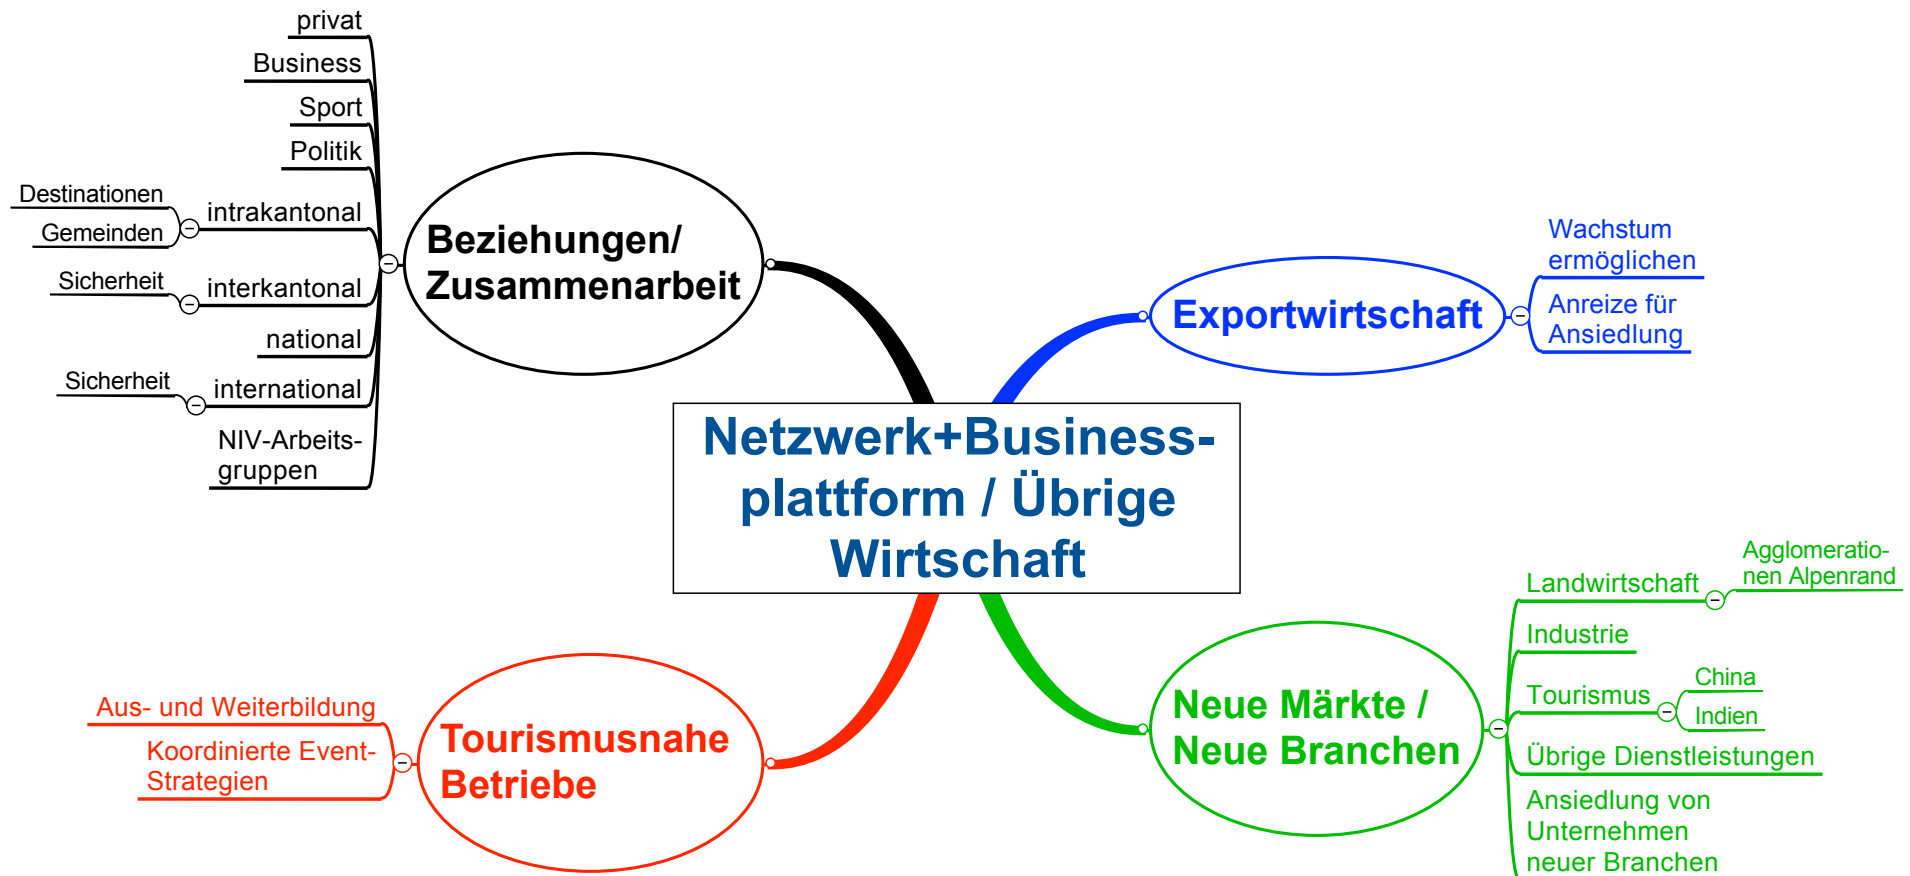 privat
Business
Sport
Politik
Destinationen
intrakantonal
Gemeinden
Sicherheit
interkantonal
national
Sicherheit
international
NIV-Arbeits-
gruppen
Beziehungen/
Zusammenarbeit
Exportwirtschaft
Wachstum
ermöglichen
Anreize für
Ansiedlung
Netzwerk+Business-
plattform / Übrige
Wirtschaft
Aus- und Weiterbildung
Koordinierte Event-
Strategien
Tourismusnahe
Betriebe
Neue Märkte /
Neue Branchen
Landwirtschaft
Agglomeratio-
nen Alpenrand
Industrie
Tourismus
China
Indien
Übrige Dienstleistungen
Ansiedlung von
Unternehmen
neuer Branchen